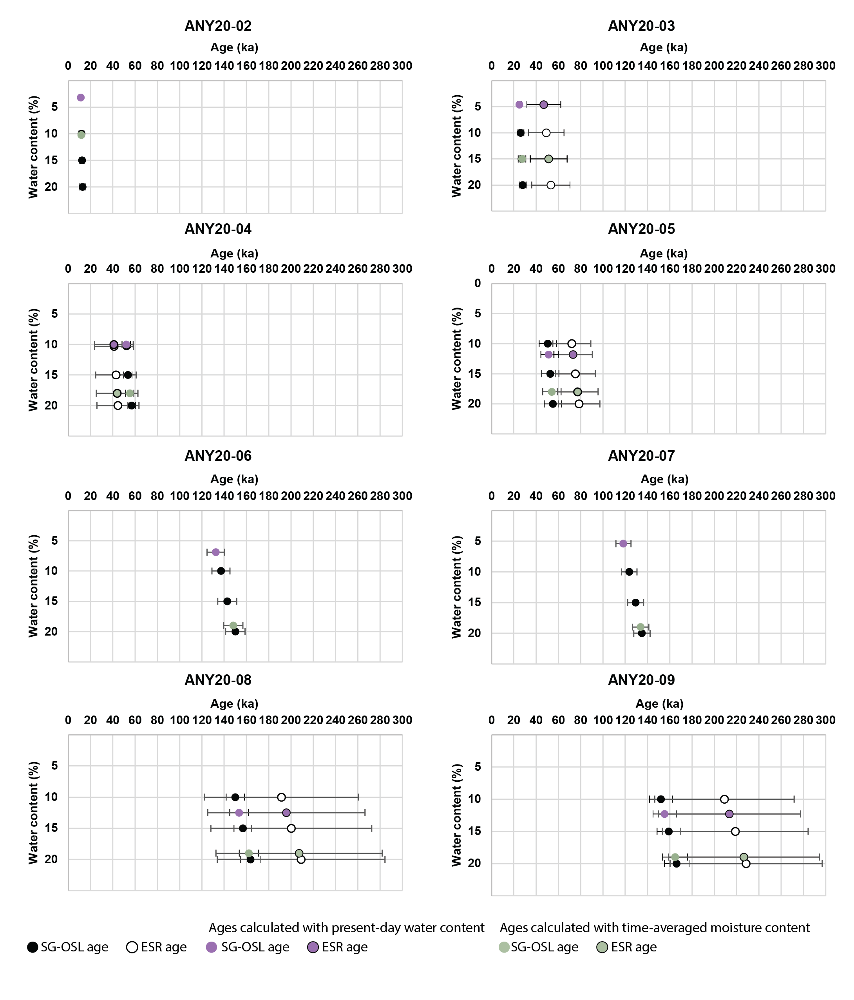 ANY20-02
Age (ka)
0 20 40 60 80 100 120 140 160 180 200 220 240 260 280 300
Water content (%)
5
10
15
20
ANY20-03
Age (ka)
0 20 40 60 80 100 120 140 160 180 200 220 240 260 280 300
Water content (%)
5
10
15
20
ANY20-04
Age (ka)
0 20 40 60 80 100 120 140 160 180 200 220 240 260 280 300
Water content (%)
5
10
15
20
ANY20-05
Age (ka)
0 20 40 60 80 100 120 140 160 180 200 220 240 260 280 300
Water content (%)
0
5
10
15
20
ANY20-06
Age (ka)
0 20 40 60 80 100 120 140 160 180 200 220 240 260 280 300
Water content (%)
5
10
15
20
ANY20-07
Age (ka)
0 20 40 60 80 100 120 140 160 180 200 220 240 260 280 300
Water content (%)
5
10
15
20
ANY20-08
Age (ka)
0 20 40 60 80 100 120 140 160 180 200 220 240 260 280 300
Water content (%)
5
10
15
20
ANY20-09
Age (ka)
0 20 40 60 80 100 120 140 160 180 200 220 240 260 280 300
Water content (%)
5
10
15
20
Ages calculated with present-day water content Ages calculated with time-averaged moisture content
SG-OSL age ESR age SG-OSL age ESR age SG-OSL age ESR age